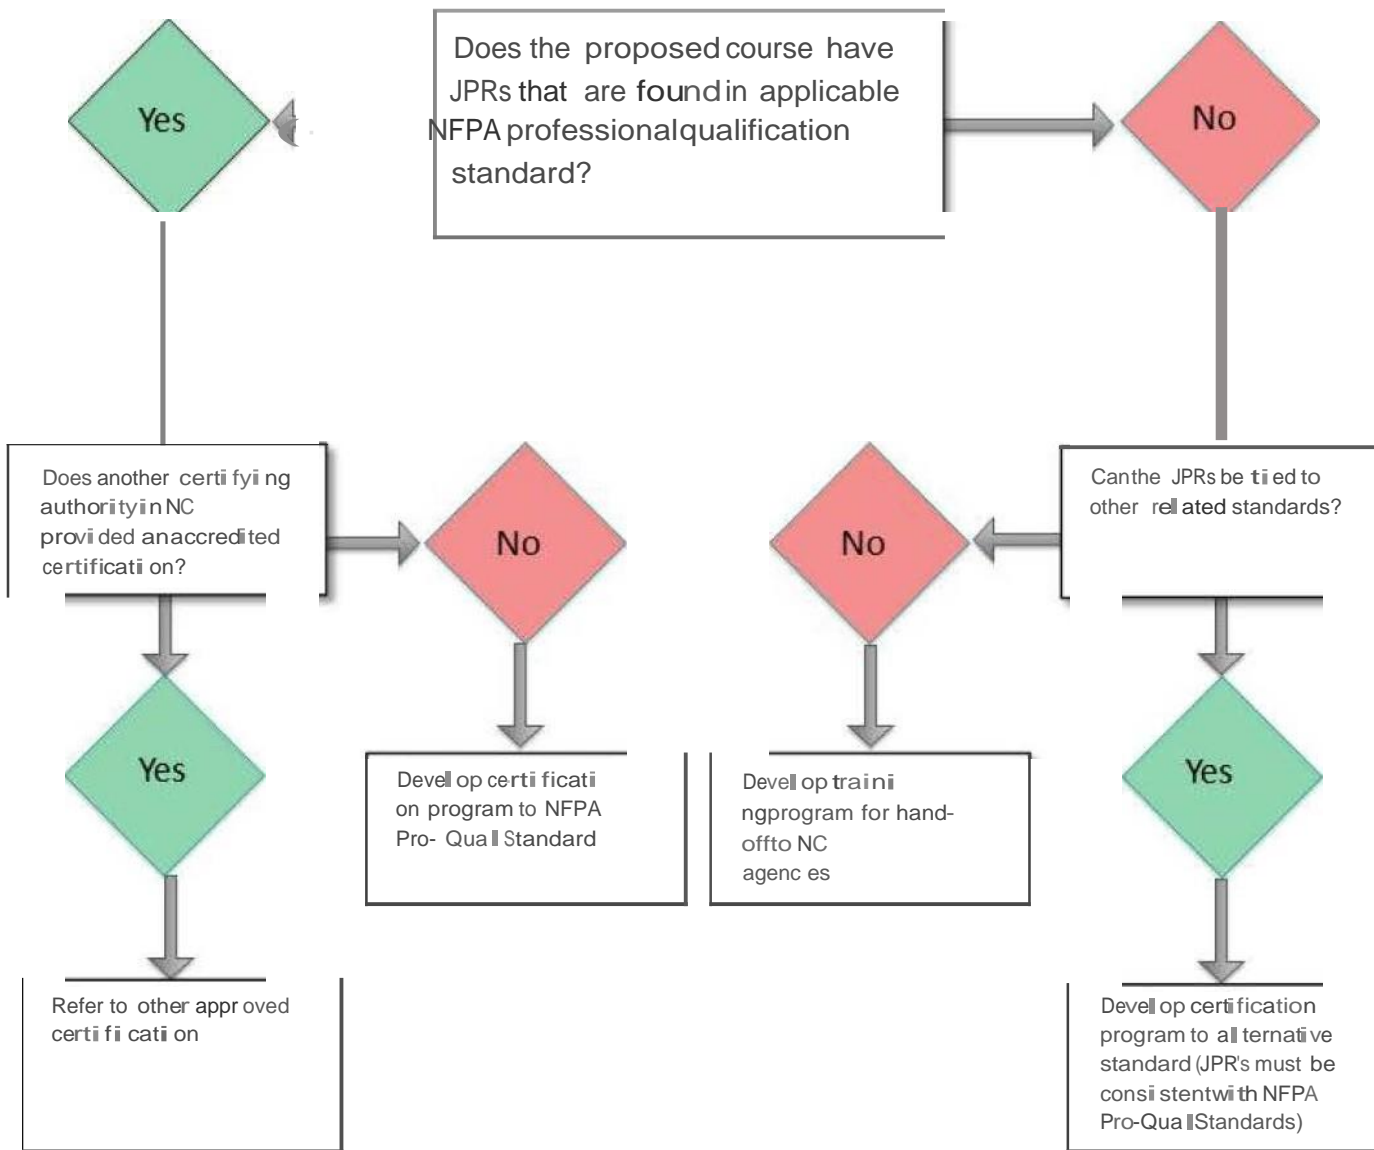 Yes
Does the proposed course have
JPRs that are found in applicable
NFPA professional qualification
standard?
No
Does another certifying
authority in NC
provided an accredited
certification?
No
No
Can the JPRs be tied to
other related standards?
Yes
Develop certificati
on program to NFPA
Pro- Qual Standard
Develop traini
ng program for hand-
off to NC
agenc es
Yes
Refer to other approved
certification
Develop certification
program to alternative
standard (JPR's must be
consistent with NFPA
Pro-Qual Standards)